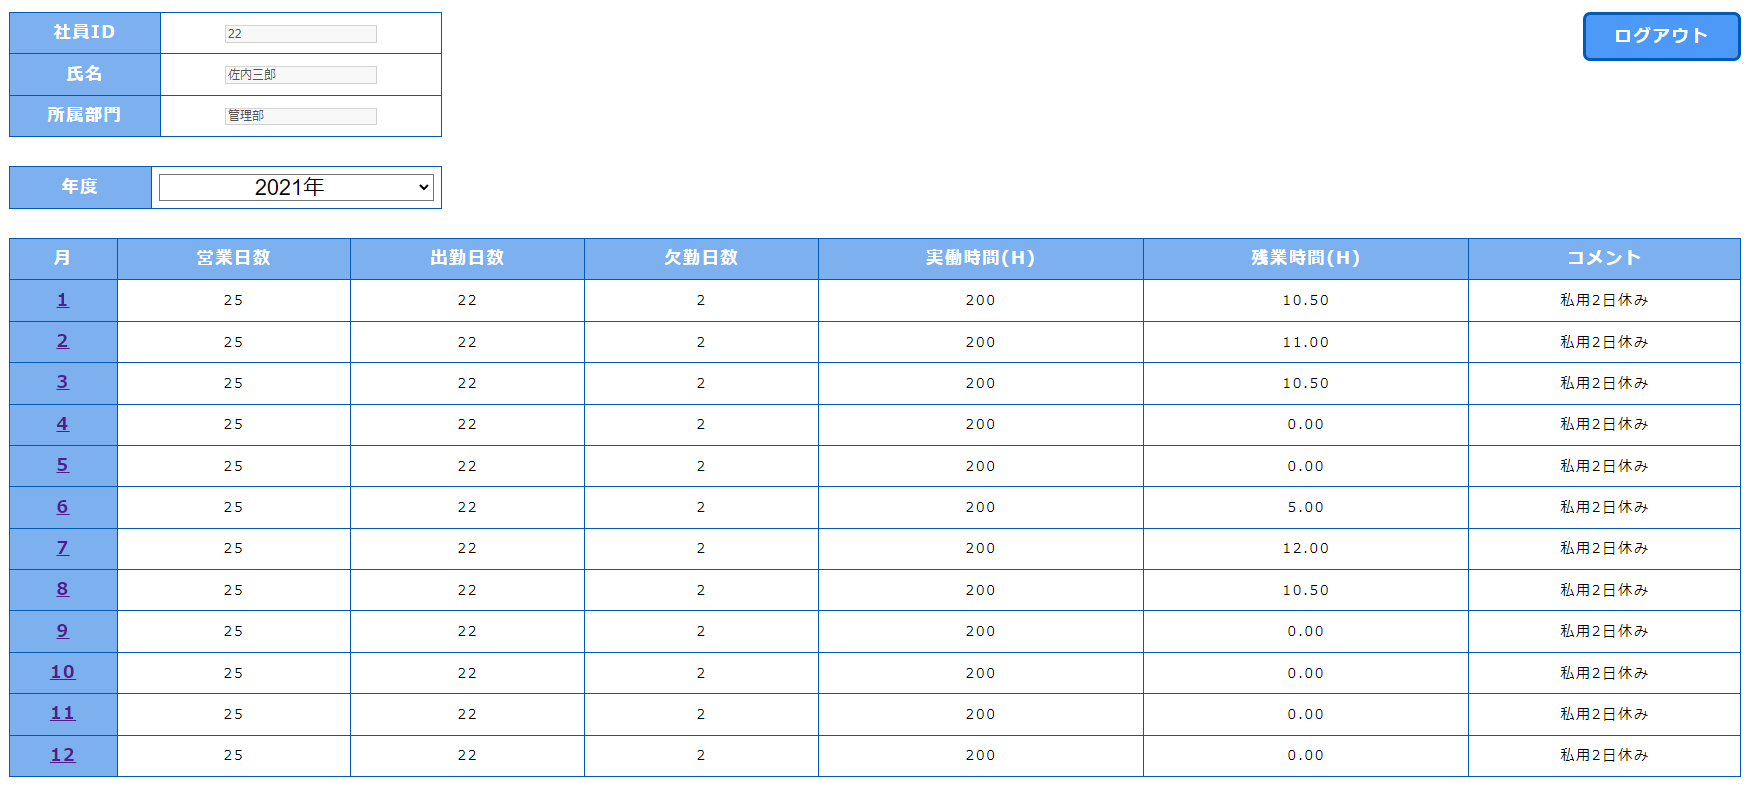 社員ID 22
ログアウト
氏名 佐内三郎
所属部門 管理部
年度 2021年
月 営業日数 出勤日数 欠勤日数 実働時間(H) 残業時間(H) コメント
1 25 22 2 200 10.50 私用2日休み
2 25 22 2 200 11.00 私用2日休み
3 25 22 2 200 10.50 私用2日休み
4 25 22 2 200 0.00 私用2日休み
5 25 22 2 200 0.00 私用2日休み
6 25 22 2 200 5.00 私用2日休み
7 25 22 2 200 12.00 私用2日休み
8 25 22 2 200 10.50 私用2日休み
9 25 22 2 200 0.00 私用2日休み
10 25 22 2 200 0.00 私用2日休み
11 25 22 2 200 0.00 私用2日休み
12 25 22 2 200 0.00 私用2日休み